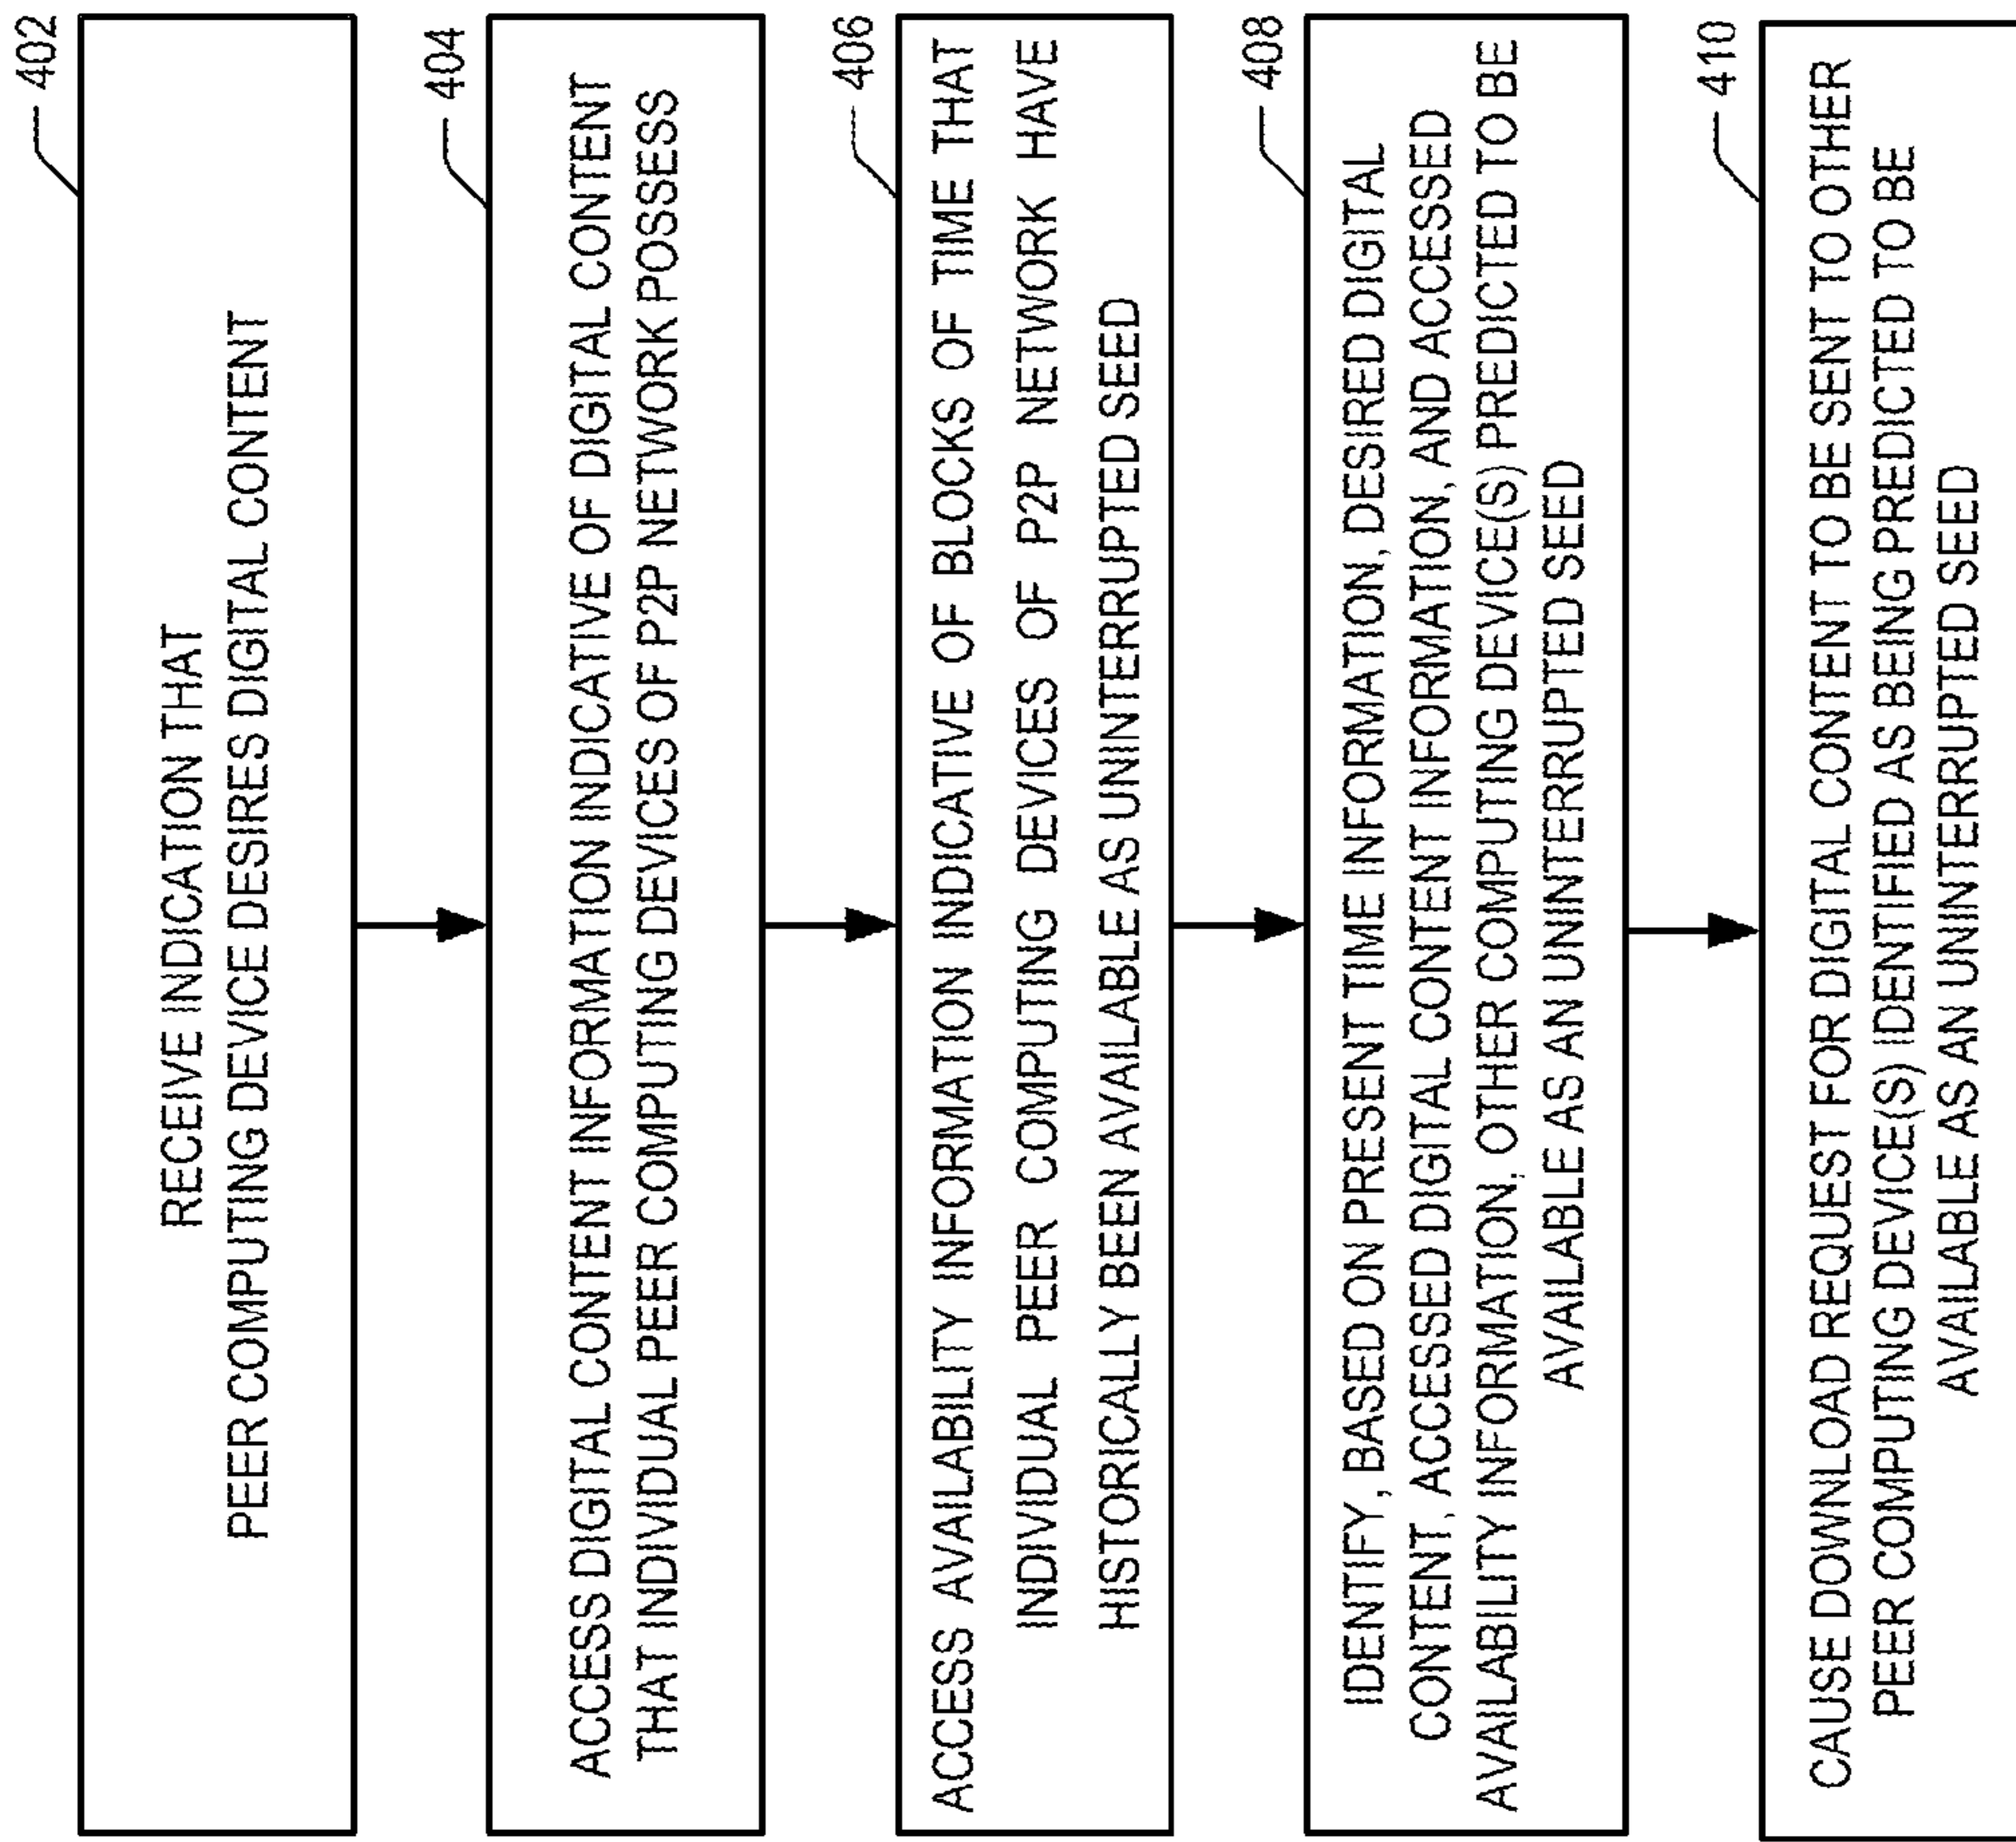 402
RECEIVE INDICATION THAT
PEER COMPUTING DEVICE DESIRES DIGITAL CONTENT
404
ACCESS DIGITAL CONTENT INFORMATION INDICATIVE OF DIGITAL CONTENT
THAT INDIVIDUAL PEER COMPUTING DEVICES OF P2P NETWORK POSSESS
406
ACCESS AVAILABILITY INFORMATION INDICATIVE OF BLOCKS OF TIME THAT
INDIVIDUAL PEER COMPUTING DEVICES OF P2P NETWORK HAVE
HISTORICALLY BEEN AVAILABLE AS UNINTERRUPTED SEED
408
IDENTIFY, BASED ON PRESENT TIME INFORMATION, DESIRED DIGITAL
CONTENT, ACCESSED DIGITAL CONTENT INFORMATION, AND ACCESSED
AVAILABILITY INFORMATION, OTHER COMPUTING DEVICE(S) PREDICTED TO BE
AVAILABLE AS AN UNINTERRUPTED SEED
410
CAUSE DOWNLOAD REQUEST FOR DIGITAL CONTENT TO BE SENT TO OTHER
PEER COMPUTING DEVICE(S) IDENTIFIED AS BEING PREDICTED TO BE
AVAILABLE AS AN UNINTERRUPTED SEED